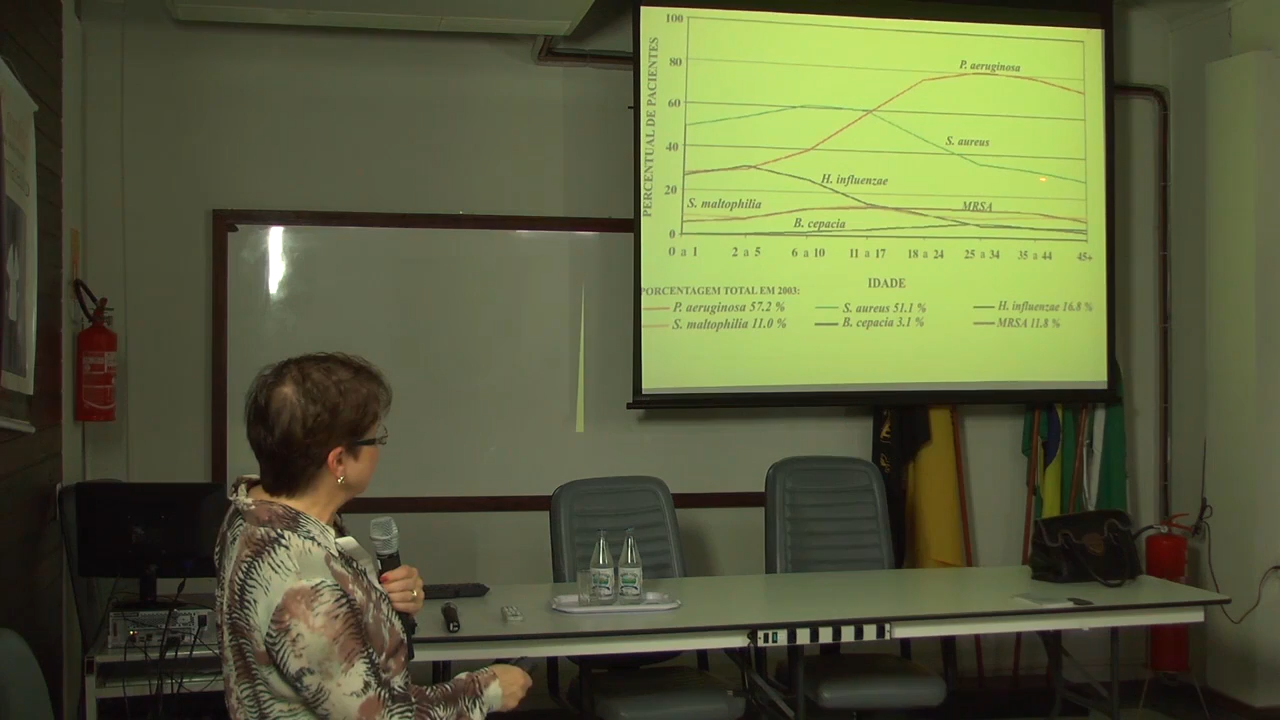 100
PERCENTUAL DE PACIENTES
P. aeruginosa
80
60
S. aureus
40
H. influenzae
20
S. maltophilia
MRSA
B. cepacia
0
0 a 1 2 a 5 6 a 10 11 a 17 18 a 24 25 a 34 35 a 44 45+
IDADE
PORCENTAGEM TOTAL EM 2003:
P. aeruginosa 57.2 % S. aureus 51.1 % H. influenzae 16.8 %
S. maltophilia 11.0 % B. cepacia 3.1 % MRSA 11.8 %